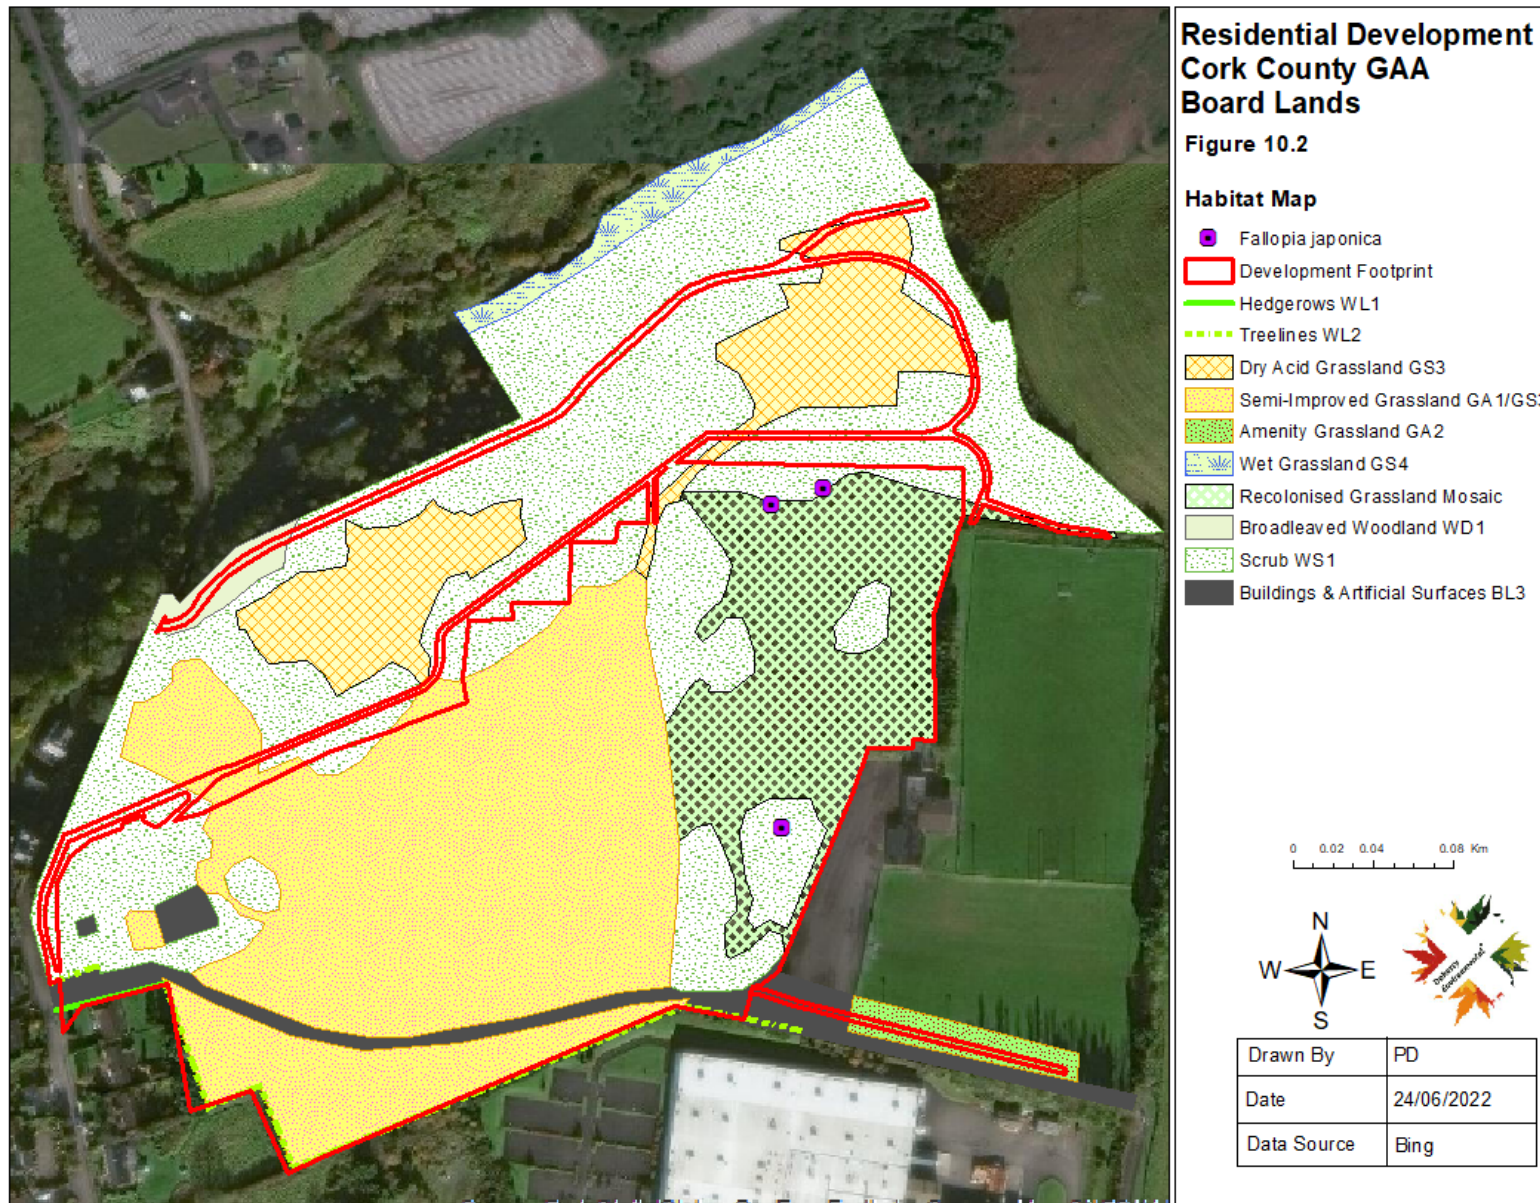 Residential Development
Cork County GAA
Board Lands
Figure 10.2
Habitat Map
Fallopia japonica
Development Footprint
Hedgerows WL1
Treelines WL2
Dry Acid Grassland GS3
Semi-Improved Grassland GA1/GS3
Amenity Grassland GA2
Wet Grassland GS4
Recolonised Grassland Mosaic
Broadleaved Woodland WD1
Scrub WS1
Buildings & Artificial Surfaces BL3
0 0.02 0.04 0.08 Km
N
W E
S
Doherty
Environmental
Drawn By PD
Date 24/06/2022
Data Source Bing